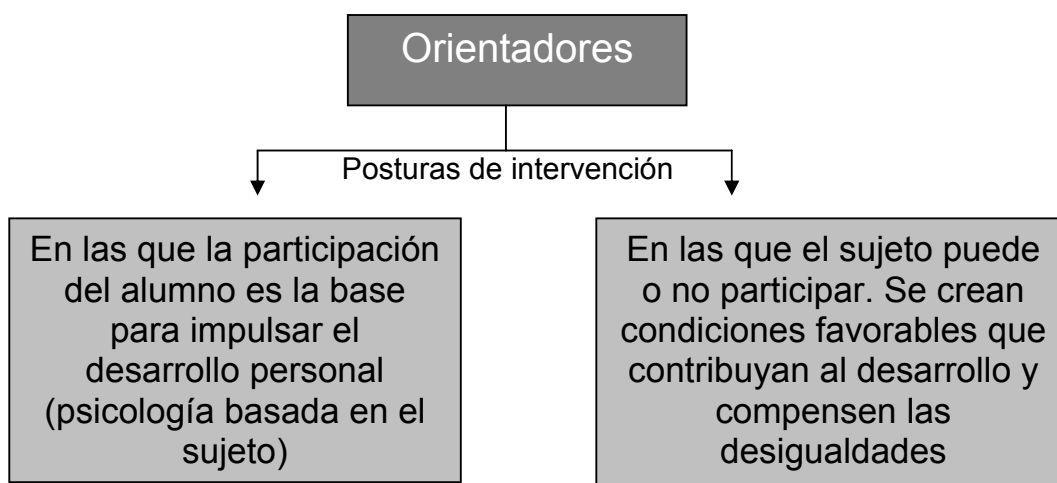 Orientadores
Posturas de intervención
En las que la participación
del alumno es la base
para impulsar el
desarrollo personal
(psicología basada en el
sujeto)
En las que el sujeto puede
o no participar. Se crean
condiciones favorables que
contribuyan al desarrollo y
compensen las
desigualdades